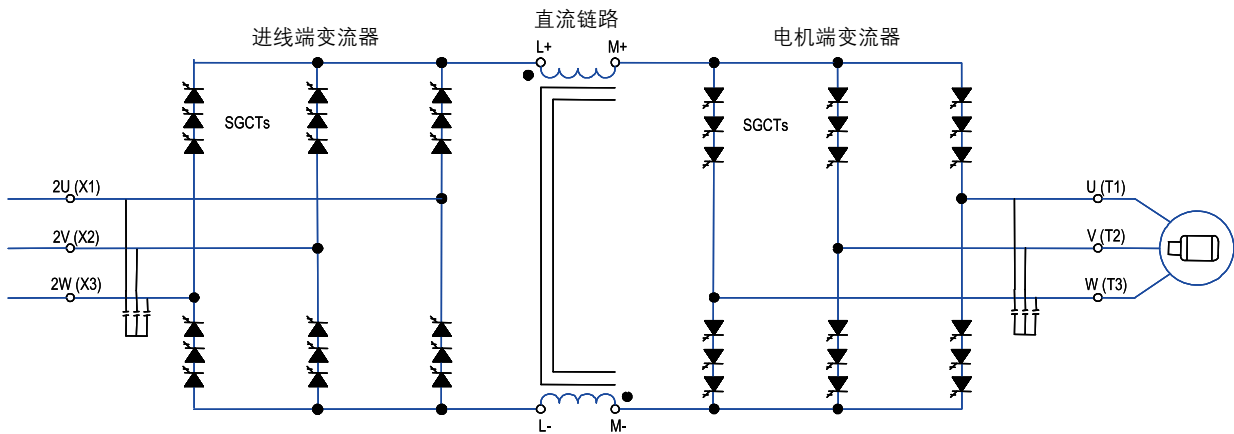 直流链路
进线端变流器
电机端变流器
L+
M+
SGCTs
SGCTs
2U (X1)
U (T1)
2V (X2)
V (T2)
2W (X3)
W (T3)
L-
M-